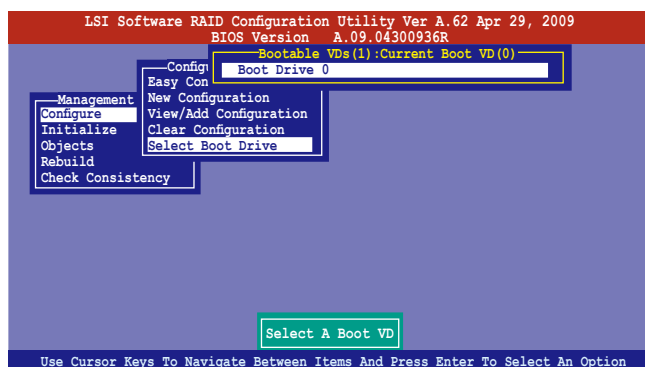 LSI Software RAID Configuration Utility Ver A.62 Apr 29, 2009
BIOS Version A.09.04300936R
Bootable VDs(1):Current Boot VD(0)
Boot Drive 0
Easy Con
New Configuration
View/Add Configuration
Clear Configuration
Select Boot Drive
Management
Configure
Initialize
Objects
Rebuild
Check Consistency
Select A Boot VD
Use Cursor Keys To Navigate Between Items And Press Enter To Select An Option